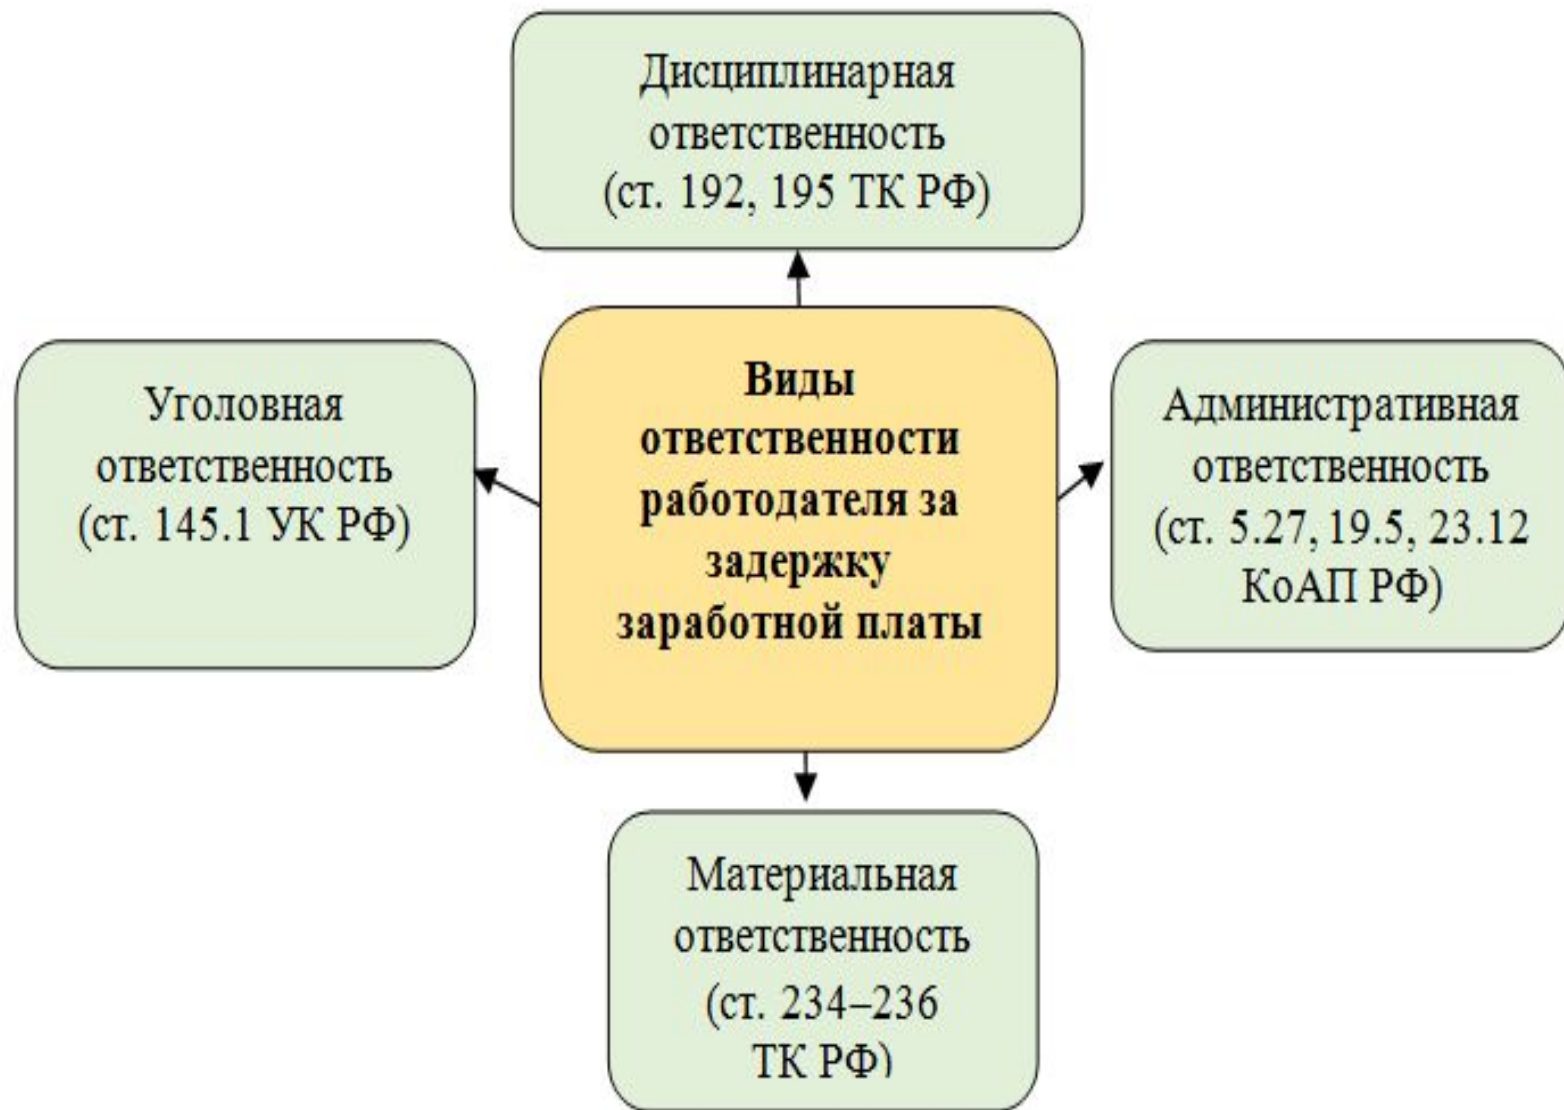 Дисциплинарная
ответственность
(ст. 192, 195 ТК РФ)
Уголовная
ответственность
(ст. 145.1 УК РФ)
Виды
ответственности
работодателя за
задержку
заработной платы
Административная
ответственность
(ст. 5.27, 19.5, 23.12
КоАП РФ)
Материальная
ответственность
(ст. 234–236
ТК РФ)